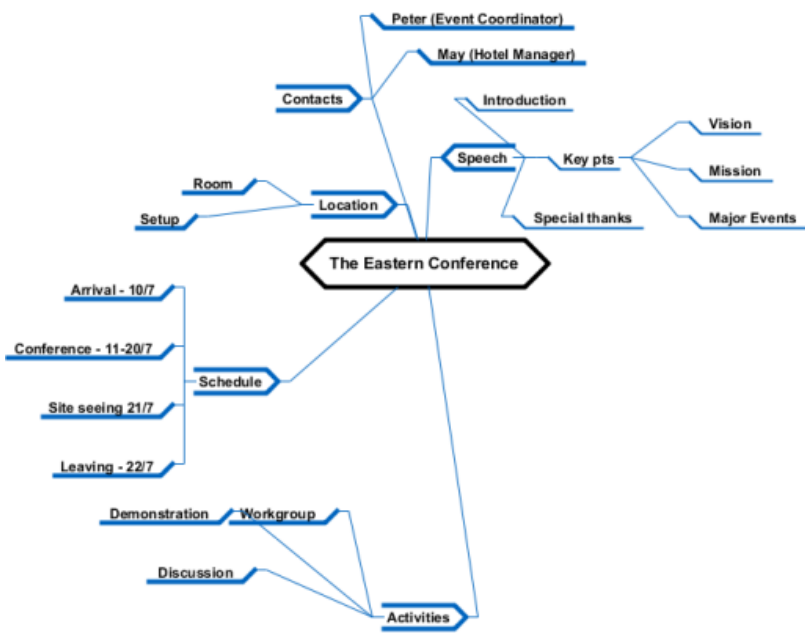 Peter (Event Coordinator)
May (Hotel Manager)
Contacts
Introduction
Vision
Speech
Key pts
Mission
Special thanks
Major Events
Room
Setup
Location
The Eastern Conference
Arrival - 10/7
Conference - 11-20/7
Schedule
Site seeing 21/7
Leaving - 22/7
Demonstration
Workgroup
Discussion
Activities